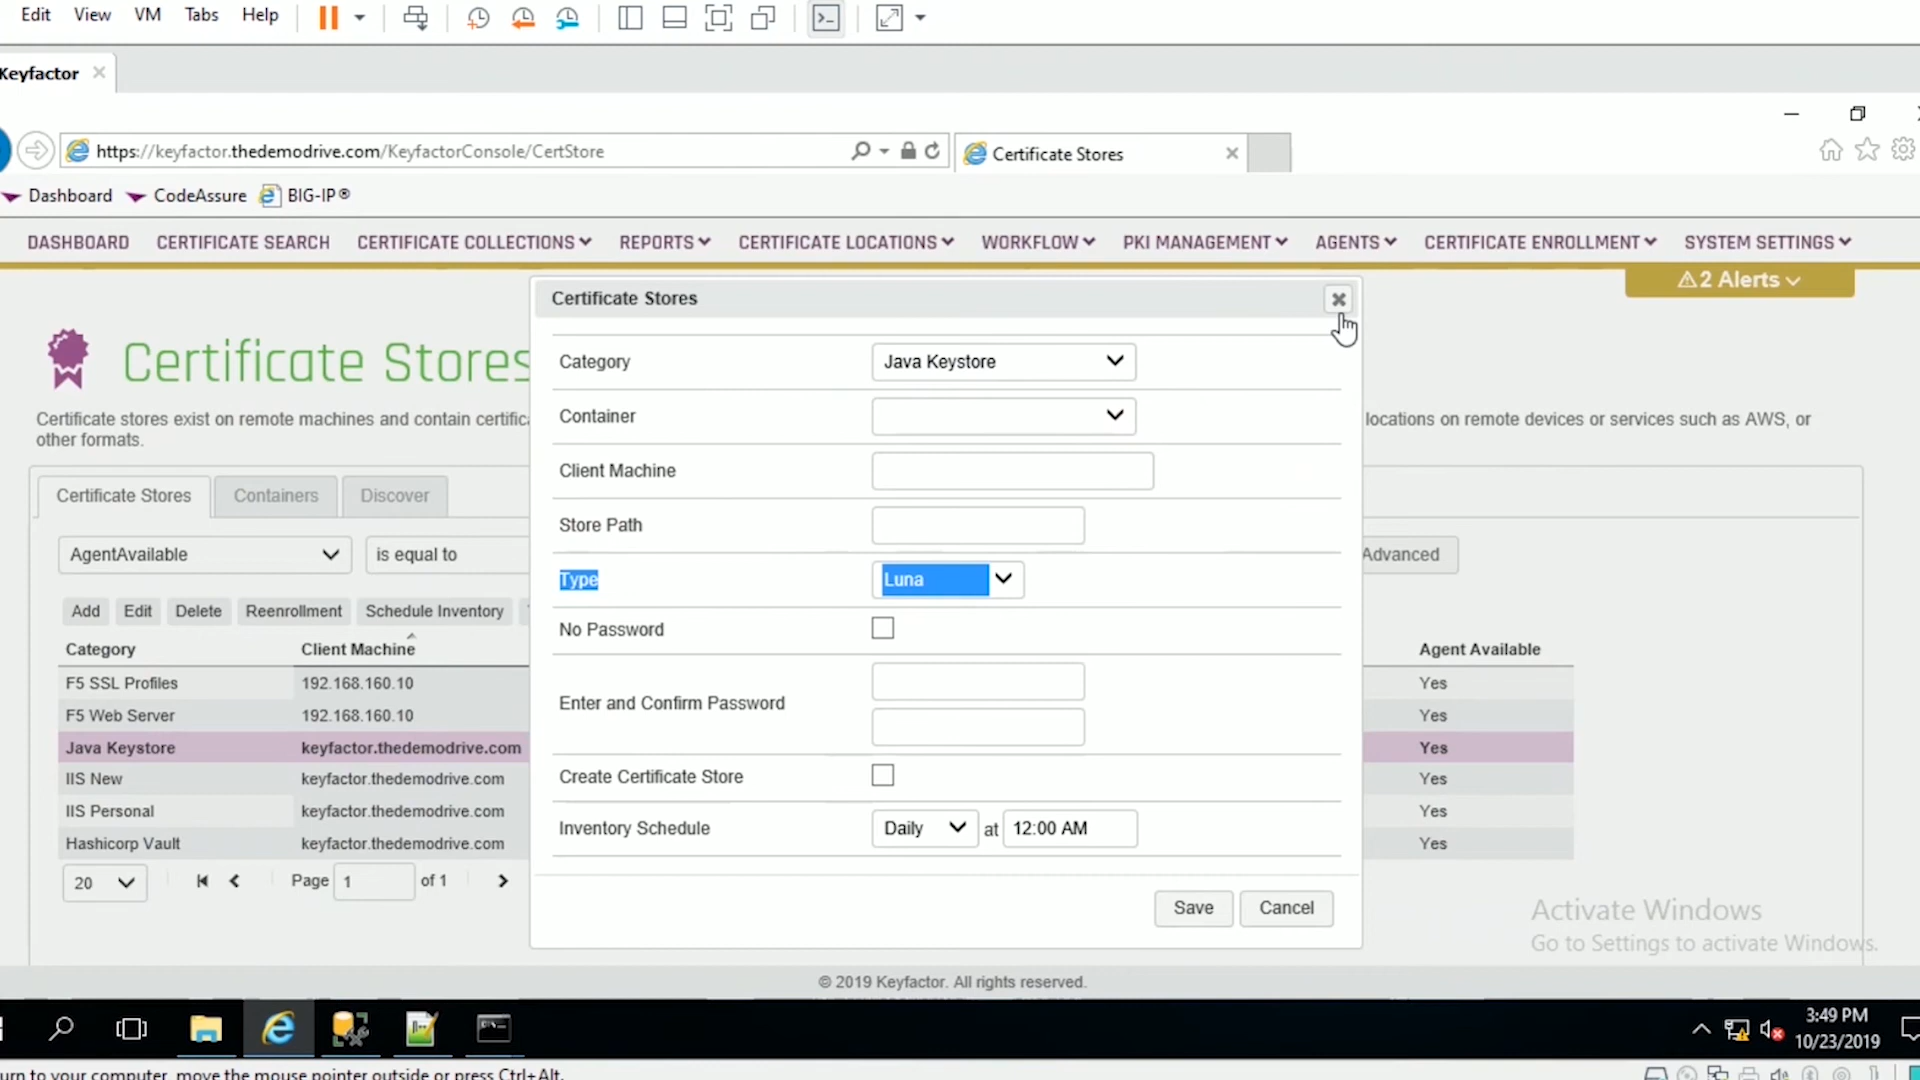 Edit View VM Tabs Help
Keyfactor
https://keyfactor.thedemodrive.com/KeyfactorConsole/CertStore
Certificate Stores
Dashboard CodeAssure BIG-IP®
DASHBOARD CERTIFICATE SEARCH CERTIFICATE COLLECTIONS REPORTS CERTIFICATE LOCATIONS WORKFLOW PKI MANAGEMENT AGENTS CERTIFICATE ENROLLMENT SYSTEM SETTINGS
2 Alerts
Certificate Stores
Certificate stores exist on remote machines and contain
locations on remote devices or services such as AWS, or
other formats.
Certificate Stores Containers Discover
AgentAvailable is equal to Advanced
Add Edit Delete Reenrollment Schedule Inventory
Category Client Machine Agent Available
F5 SSL Profiles 192.168.160.10 Yes
F5 Web Server 192.168.160.10 Yes
Java Keystore keyfactor.thedemodrive.com Yes
IIS New keyfactor.thedemodrive.com Yes
IIS Personal keyfactor.thedemodrive.com Yes
Hashicorp Vault keyfactor.thedemodrive.com Yes
20 Page 1 of 1
Certificate Stores
Category Java Keystore
Container
Client Machine
Store Path
Type Luna
No Password
Enter and Confirm Password
Create Certificate Store
Inventory Schedule Daily at 12:00 AM
Save Cancel
Activate Windows
Go to Settings to activate Windows.
© 2019 Keyfactor. All rights reserved.
3:49 PM
10/23/2019
to your computer, move the mouse pointer outside or press Ctrl+Alt.